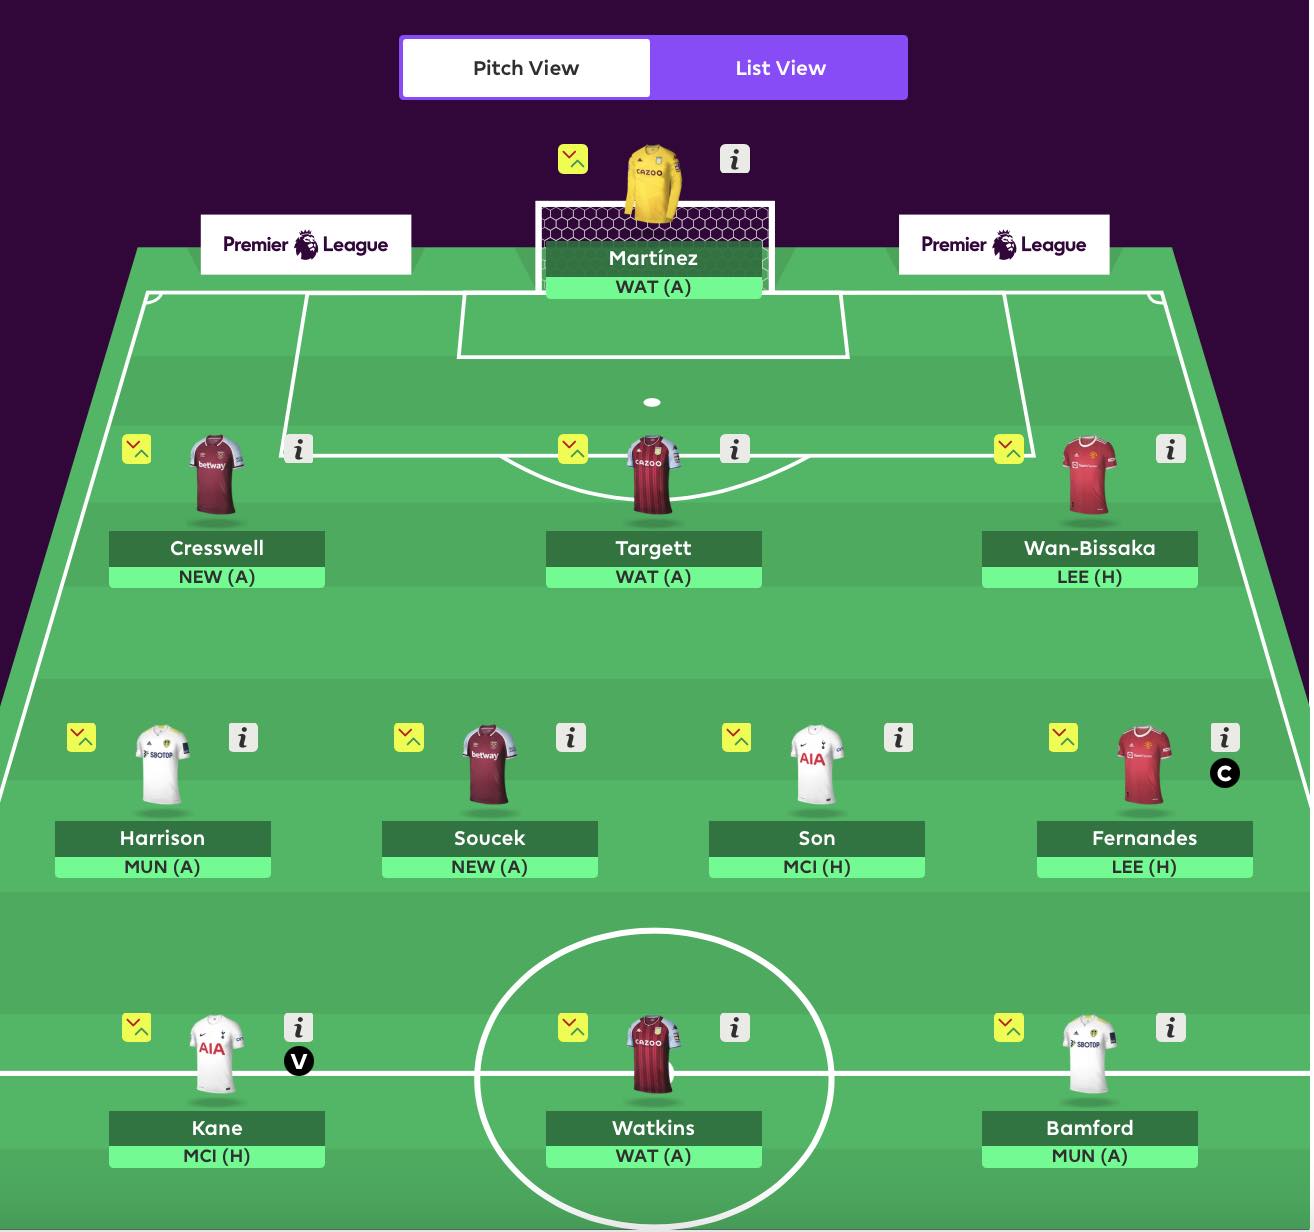 Pitch View
List View
CAZOO
Premier League
Premier League
Martínez
WAT (A)
betway
CAZOO
Cresswell
Targett
Wan-Bissaka
NEW (A)
WAT (A)
LEE (H)
SBOTOP
betway
AIA
C
Harrison
Soucek
Son
Fernandes
MUN (A)
NEW (A)
MCI (H)
LEE (H)
AIA
V
CAZOO
SBOTOP
Kane
Watkins
Bamford
MCI (H)
WAT (A)
MUN (A)